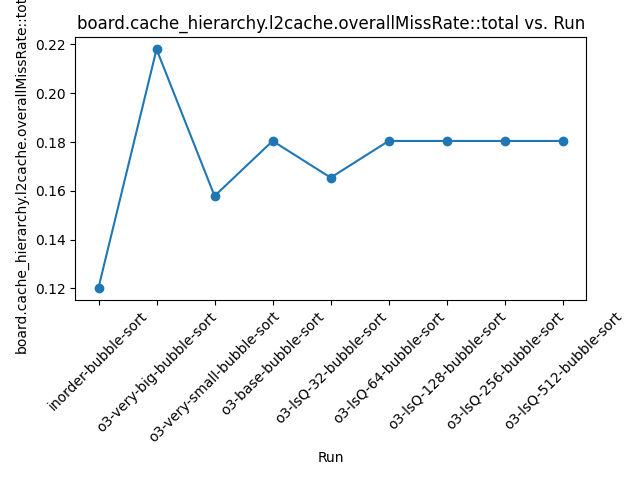 board.cache_hierarchy.l2cache.overallMissRate::total vs. Run
board.cache_hierarchy.l2cache.overallMissRate::tot
0.22
0.20
0.18
0.16
0.14
0.12
inorder-bubble-sort
o3-very-big-bubble-sort
o3-very-small-bubble-sort
o3-base-bubble-sort
o3-lsQ-32-bubble-sort
o3-lsQ-64-bubble-sort
o3-lsQ-128-bubble-sort
o3-lsQ-256-bubble-sort
o3-lsQ-512-bubble-sort
Run